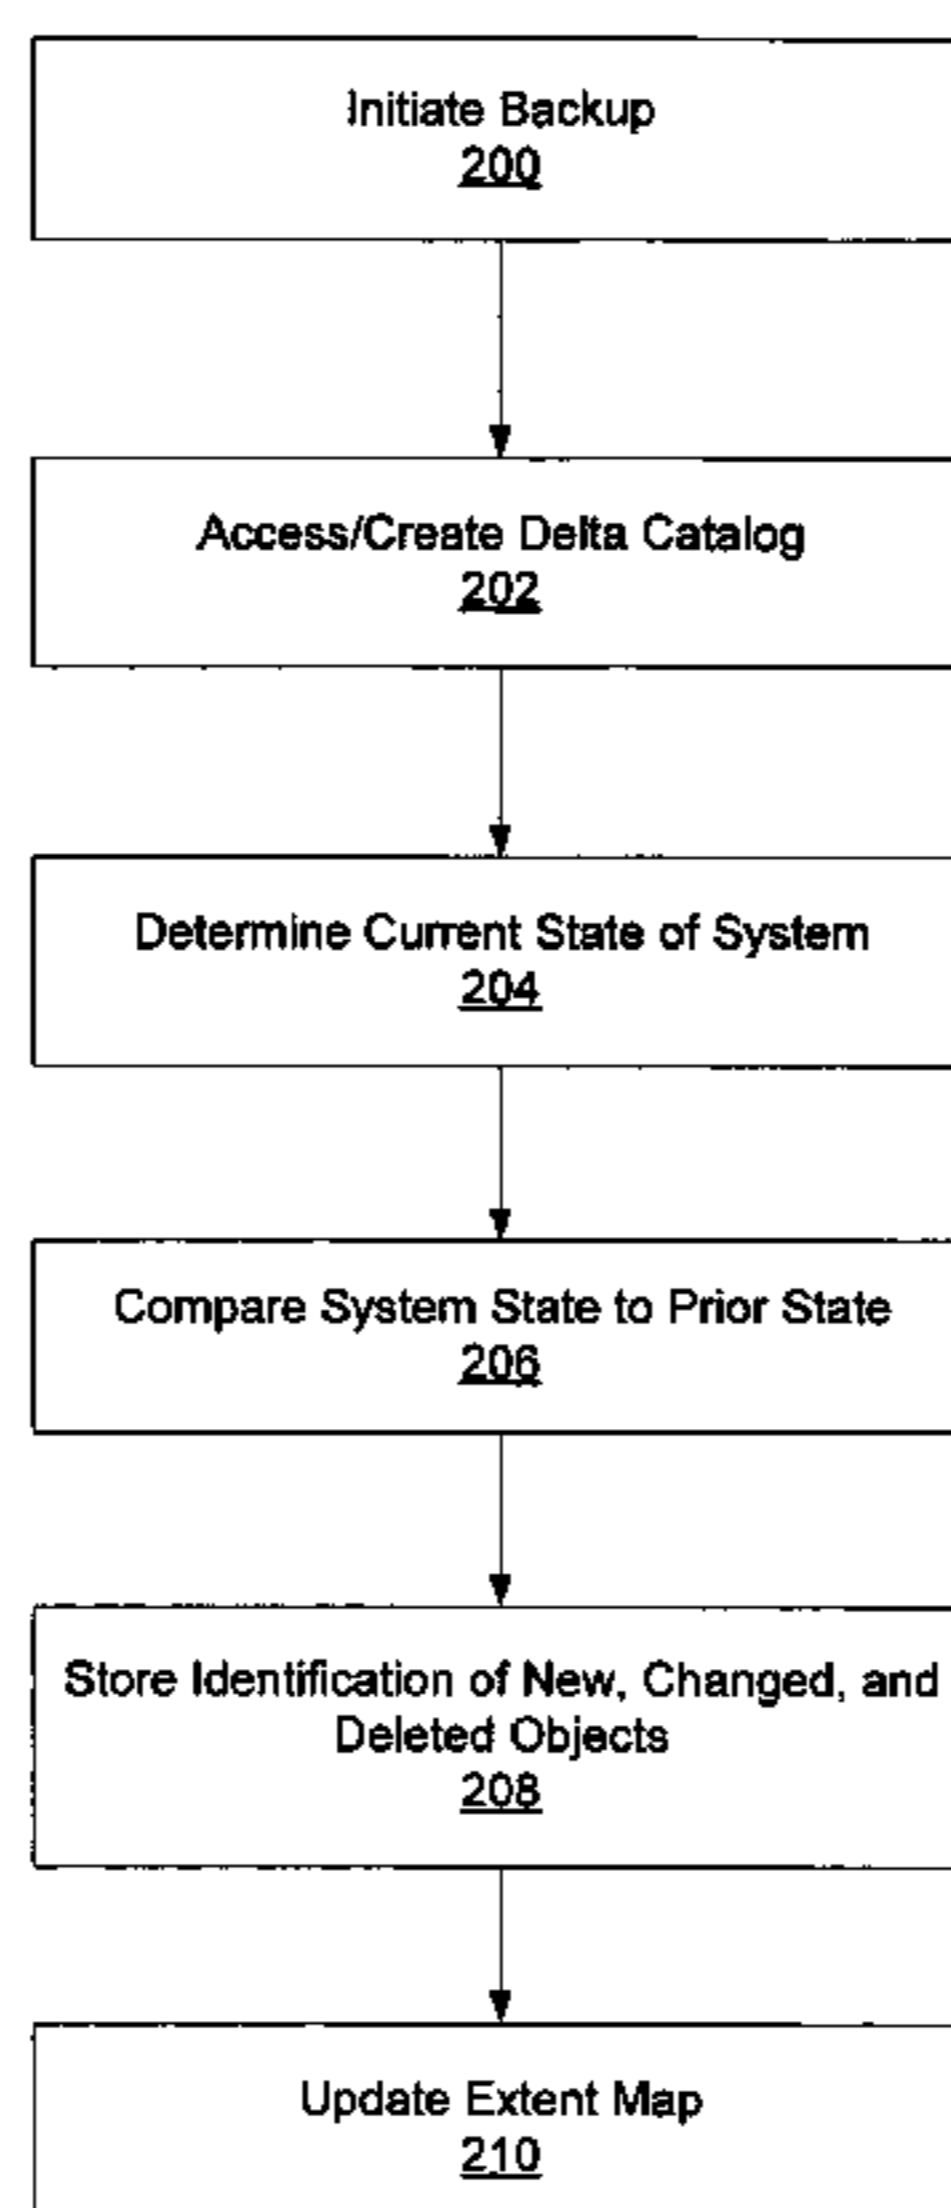 Initiate Backup
200
Access/Create Delta Catalog
202
Determine Current State of System
204
Compare System State to Prior State
206
Store Identification of New, Changed, and
Deleted Objects
208
Update Extent Map
210